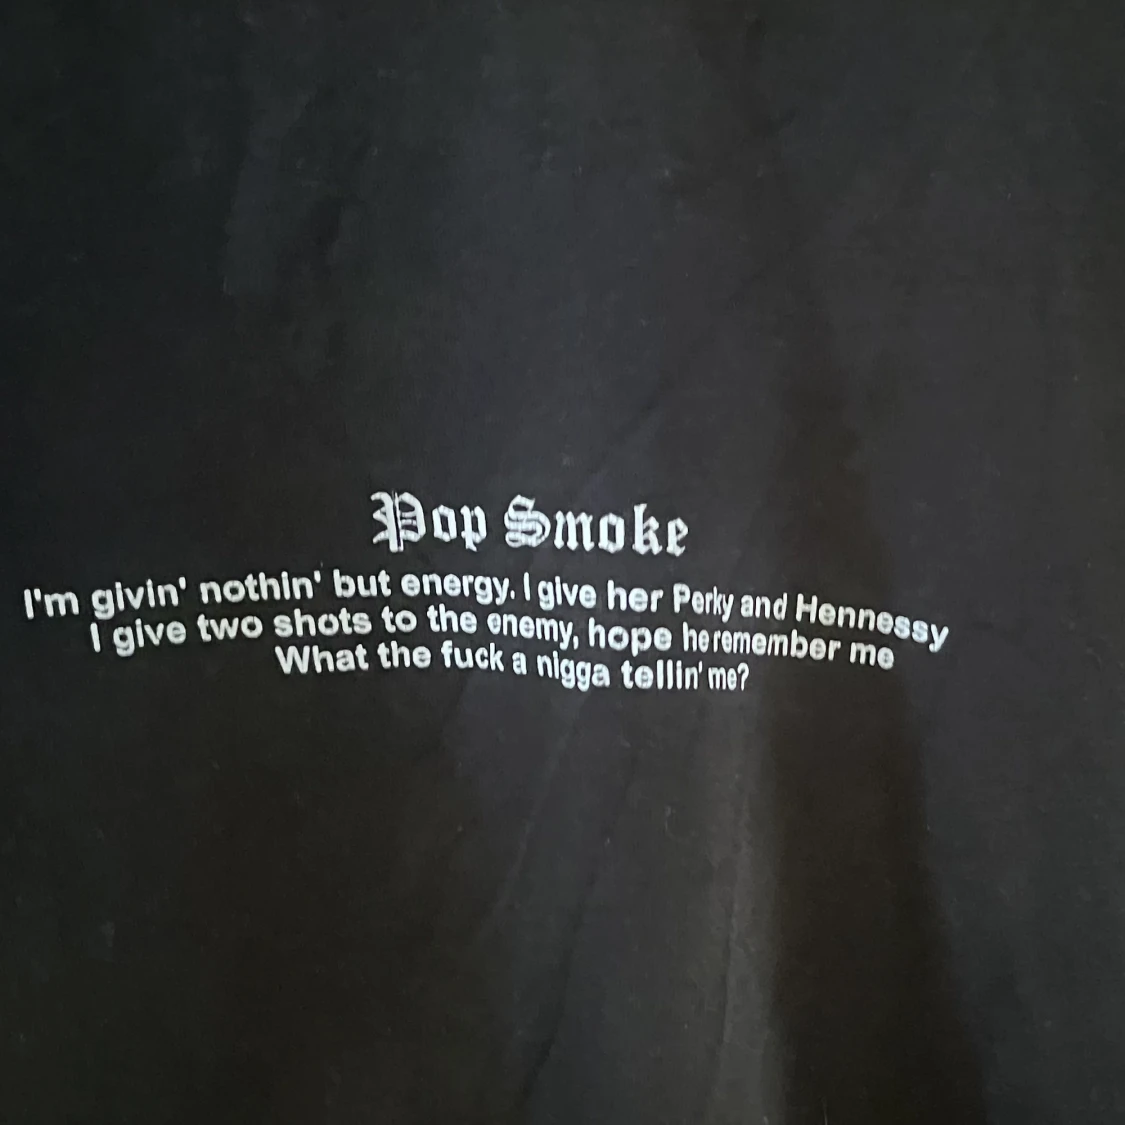 Pop Smoke
I'm givin' nothin' but energy. I give her Perky and Hennessy
I give two shots to the enemy, hope he remember me
What the fuck a nigga tellin' me?